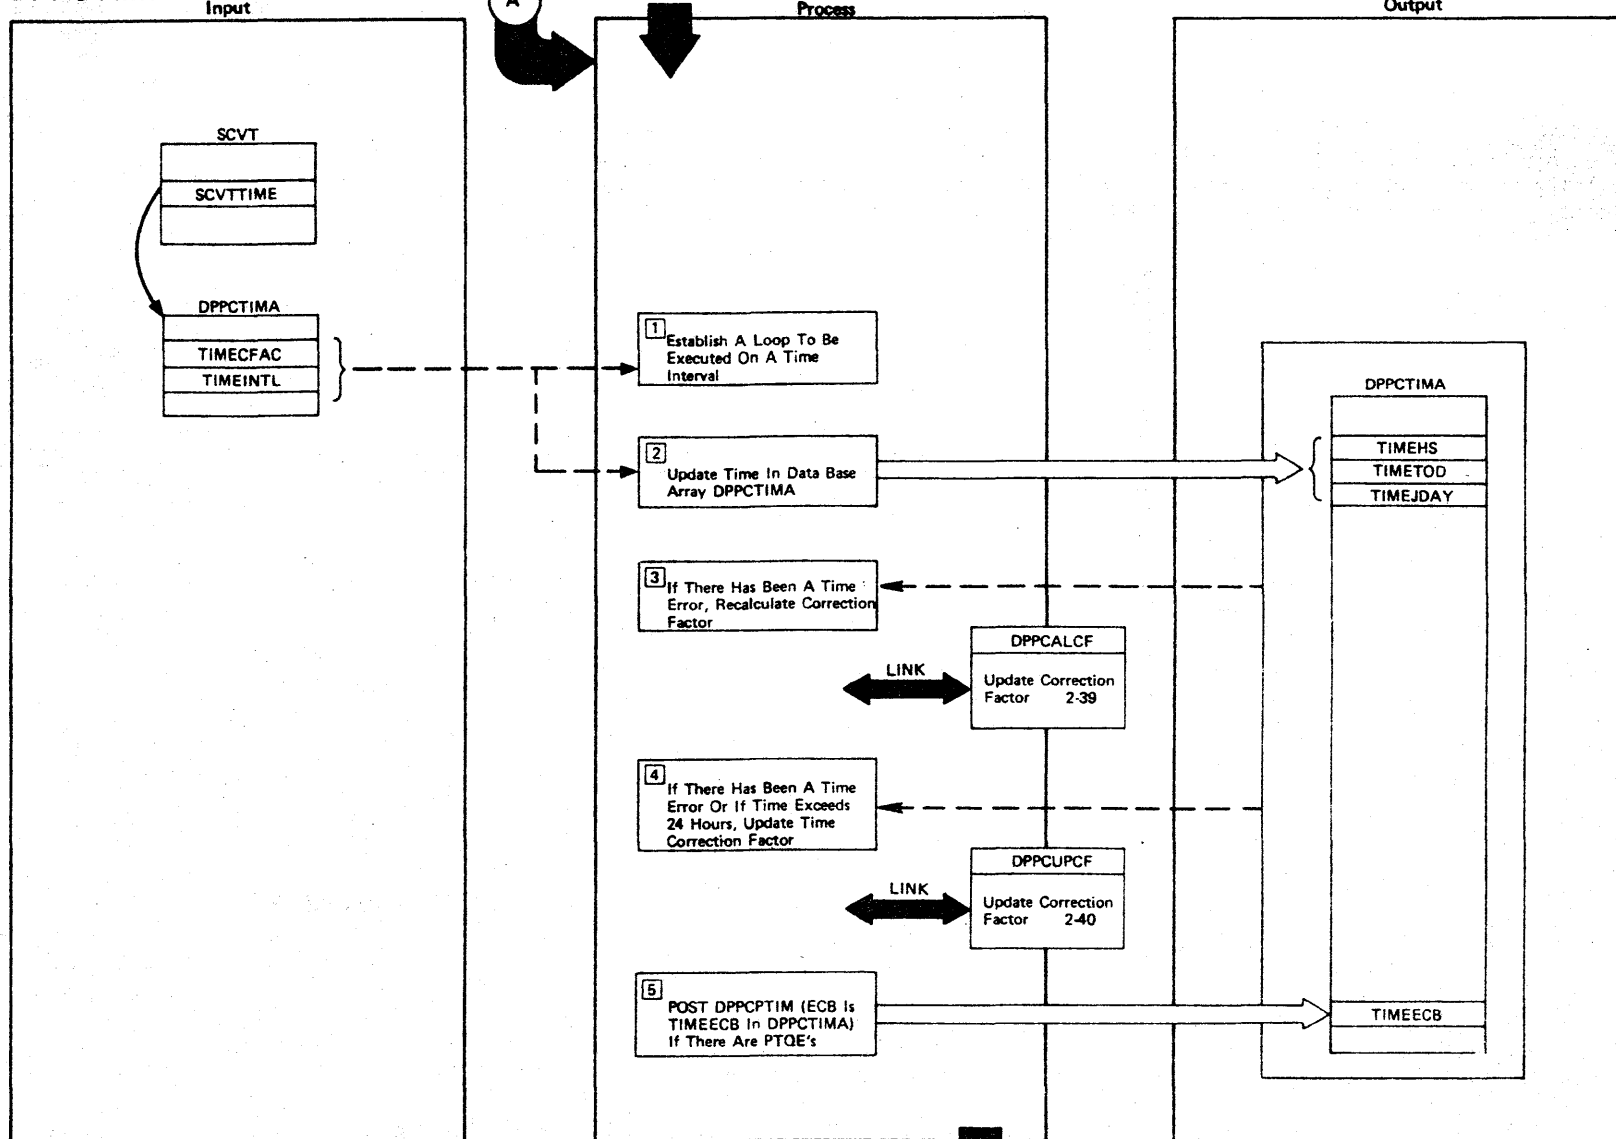 Input
A
Process
Output
SCVT
SCVTTIME
DPPCTIMA
TIMECFAC
TIMEINTL
1
Establish A Loop To Be
Executed On A Time
Interval
2
Update Time In Data Base
Array DPPCTIMA
DPPCTIMA
TIMEHS
TIMETOD
TIMEJDAY
3
If There Has Been A Time
Error, Recalculate Correction
Factor
LINK
DPPCALCF
Update Correction
Factor 2-39
4
If There Has Been A Time
Error Or If Time Exceeds
24 Hours, Update Time
Correction Factor
LINK
DPPCUPCF
Update Correction
Factor 2-40
5
POST DPPCPTIM (ECB Is
TIMEECB In DPPCTIMA)
If There Are PTQE's
TIMEECB